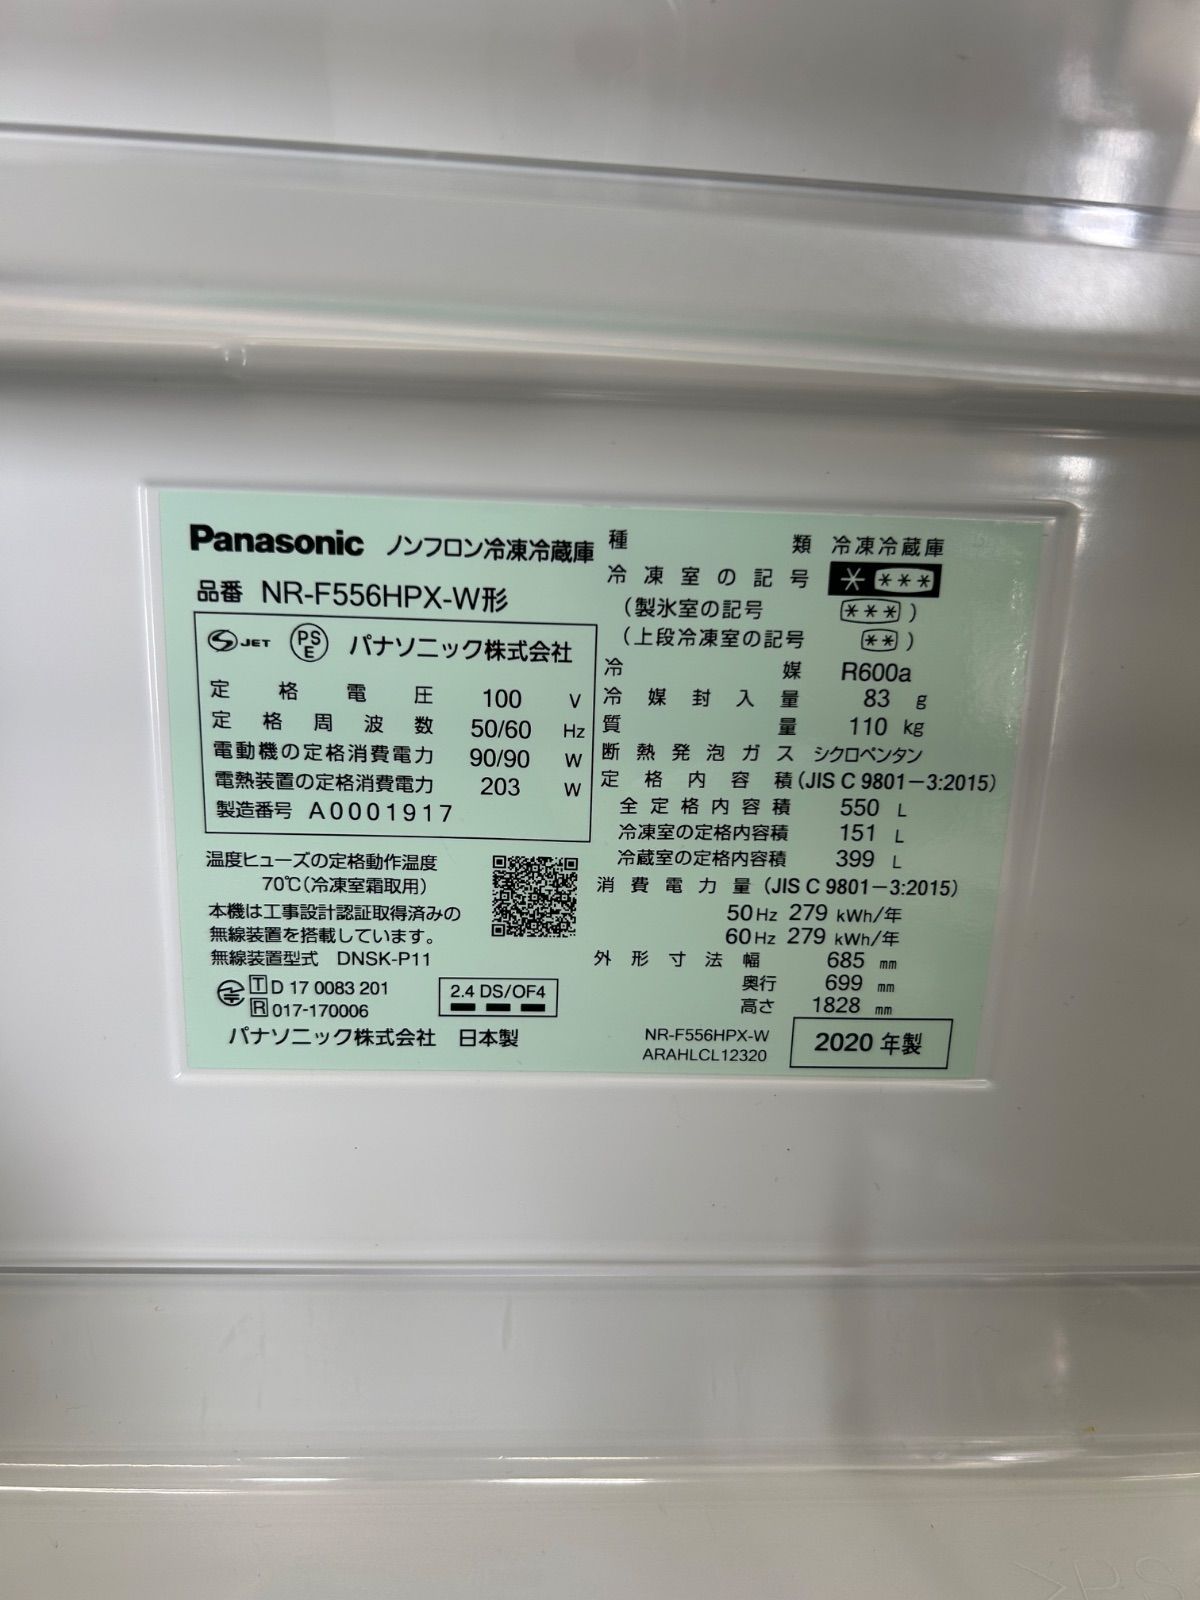 Panasonic ノンフロン冷凍冷蔵庫
品番 NR-F556HPX-W形
S JET PSE パナソニック株式会社
定格電圧 100 V
定格周波数 50/60 Hz
電動機の定格消費電力 90/90 W
電熱装置の定格消費電力 203 W
製造番号 A0001917
温度ヒューズの定格動作温度
70℃(冷凍室霜取用)
本機は工事設計認証取得済みの
無線装置を搭載しています。
無線装置型式 DNSK-P11
T D 17 0083 201
R 017-170006
2.4 DS/OF4
パナソニック株式会社 日本製
種類 冷凍冷蔵庫
冷凍室の記号 * ***
(製氷室の記号 ***)
(上段冷凍室の記号 **)
冷媒 R600a
冷媒封入量 83 g
質量 110 kg
断熱発泡ガス シクロペンタン
定格内容積(JIS C 9801-3:2015)
全定格内容積 550 L
冷凍室の定格内容積 151 L
冷蔵室の定格内容積 399 L
消費電力量(JIS C 9801-3:2015)
50Hz 279 kWh/年
60Hz 279 kWh/年
外形寸法幅 685 mm
奥行 699 mm
高さ 1828 mm
NR-F556HPX-W
ARAHLCL12320
2020 年製